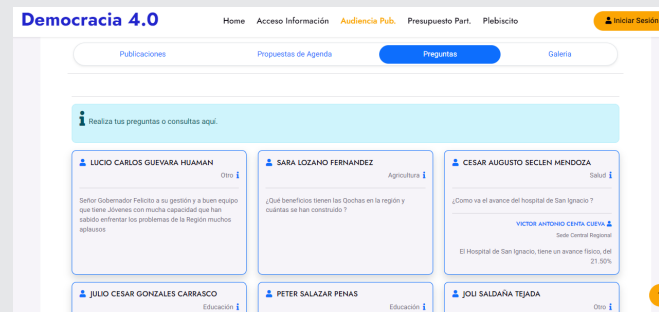 Democracia 4.0
Home Acceso Información Audiencia Pub. Presupuesto Part. Plebiscito
Iniciar Sesión
Publicaciones Propuestas de Agenda Preguntas Galeria
Realiza tus preguntas o consultas aquí.
LUCIO CARLOS GUEVARA HUAMAN
Otro
Señor Gobernador Felicito a su gestión y a buen equipo
que tiene Jóvenes con mucha capacidad que han
sabido enfrentar los problemas de la Región muchos
aplausos
SARA LOZANO FERNANDEZ
Agricultura
¿Qué beneficios tienen las Qochas en la región y
cuántas se han construido ?
CESAR AUGUSTO SECLEN MENDOZA
Salud
¿Como va el avance del hospital de San Ignacio ?
VICTOR ANTONIO CENTA CUEVA
Sede Central Regional
El Hospital de San Ignacio, tiene un avance físico, del
21.50%
JULIO CESAR GONZALES CARRASCO
Educación
PETER SALAZAR PENAS
Educación
JOLI SALDAÑA TEJADA
Otro